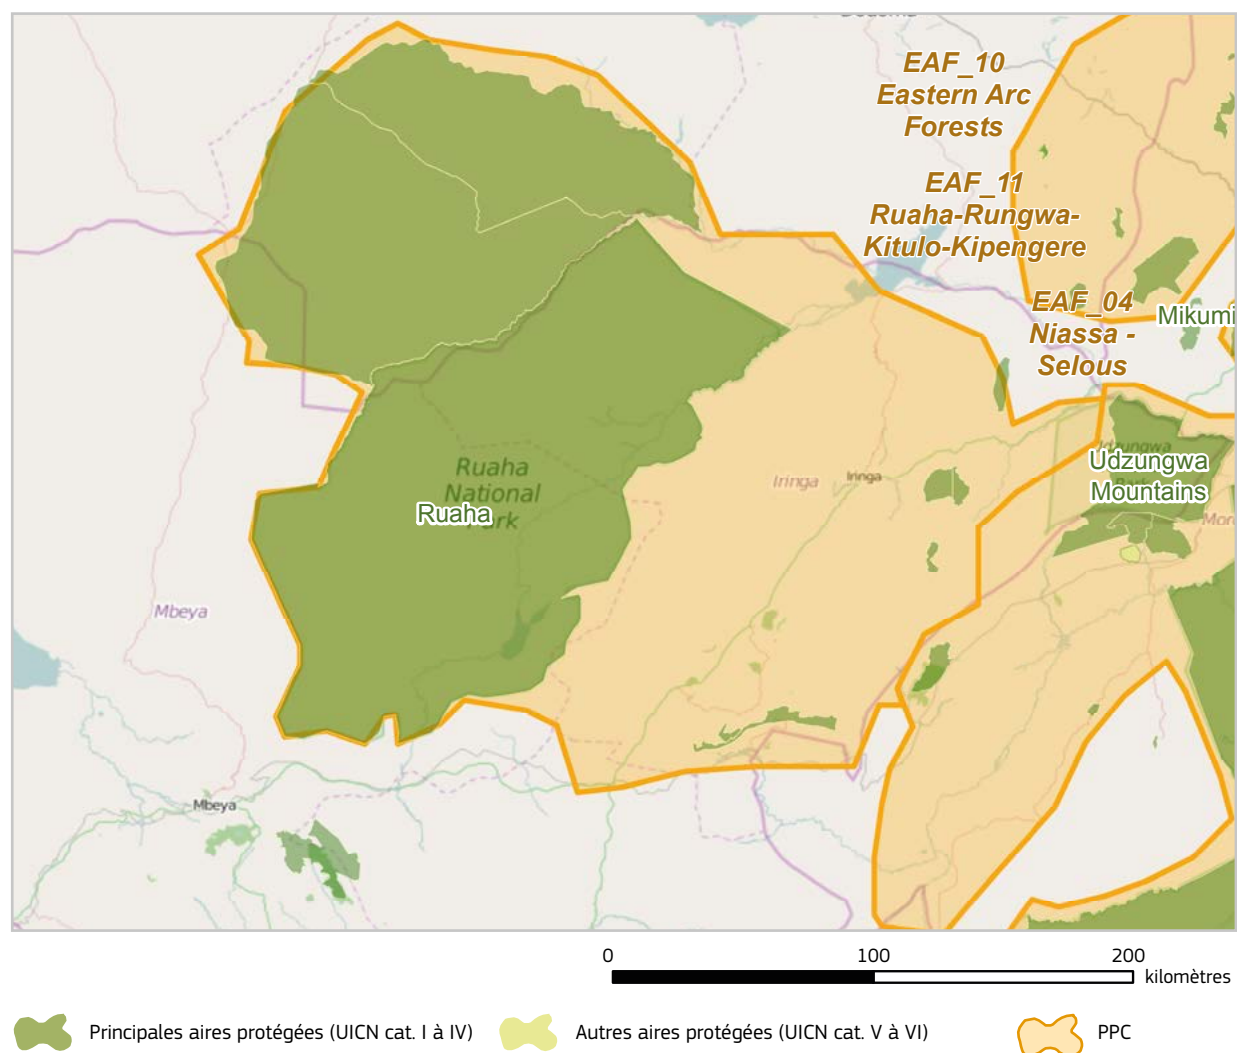 EAF_10
Eastern Arc
Forests
EAF_11
Ruaha-Rungwa-
Kitulo-Kipengere
EAF_04
Niassa -
Selous
Mikumi
Udzungwa
Udzungwa
Mountains
Ruaha
National
Park
Ruaha
Iringa
Iringa
Mbeya
Mbeya
0 100 200
kilomètres
Principales aires protégées (UICN cat. I à IV)
Autres aires protégées (UICN cat. V à VI)
PPC